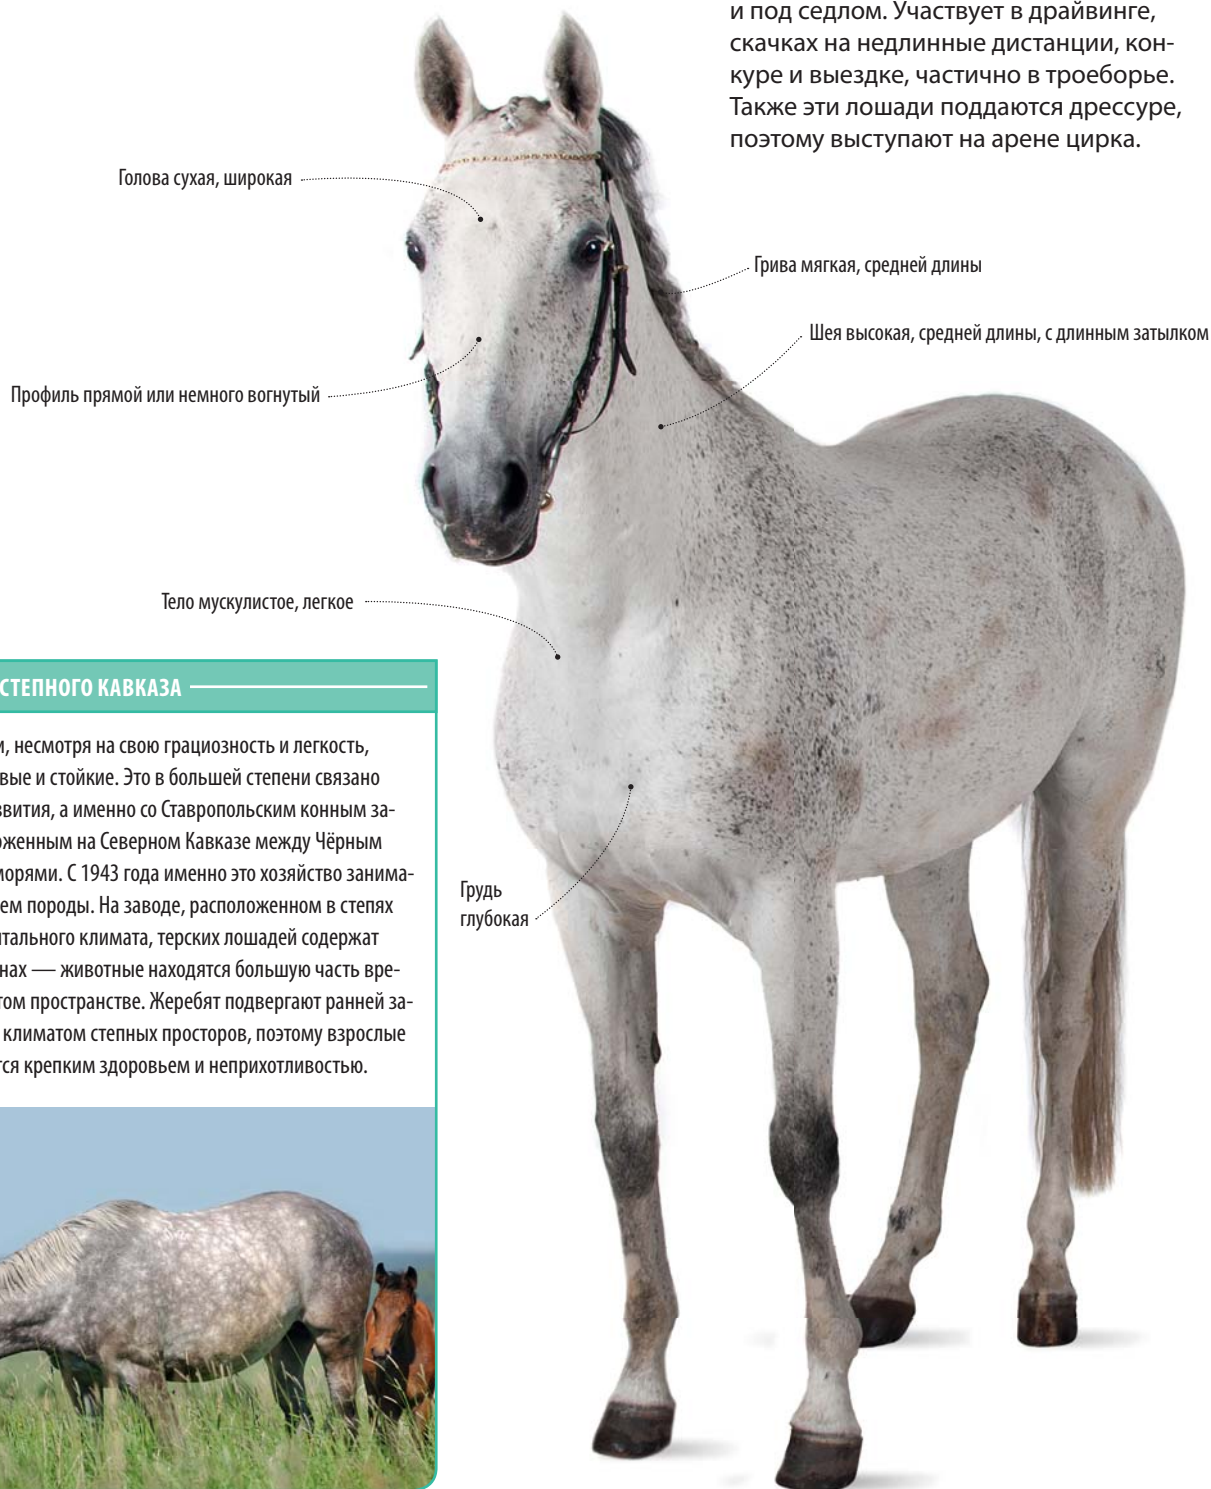 и под седлом. Участвует в драйвинге,
скачках на недлинные дистанции, кон-
куре и выездке, частично в троеборье.
Также эти лошади поддаются дрессуре,
поэтому выступают на арене цирка.
Голова сухая, широкая
Грива мягкая, средней длины
Шея высокая, средней длины, с длинным затылком
Профиль прямой или немного вогнутый
Тело мускулистое, легкое
Грудь
глубокая
СТЕПНОГО КАВКАЗА
и, несмотря на свою грациозность и легкость,
вые и стойкие. Это в большей степени связано
звития, а именно со Ставропольским конным за-
оженным на Северном Кавказе между Чёрным
морями. С 1943 года именно это хозяйство занима-
ем породы. На заводе, расположенном в степях
нтального климата, терских лошадей содержат
нах — животные находятся большую часть вре-
том пространстве. Жеребят подвергают ранней за-
климатом степных просторов, поэтому взрослые
тся крепким здоровьем и неприхотливостью.